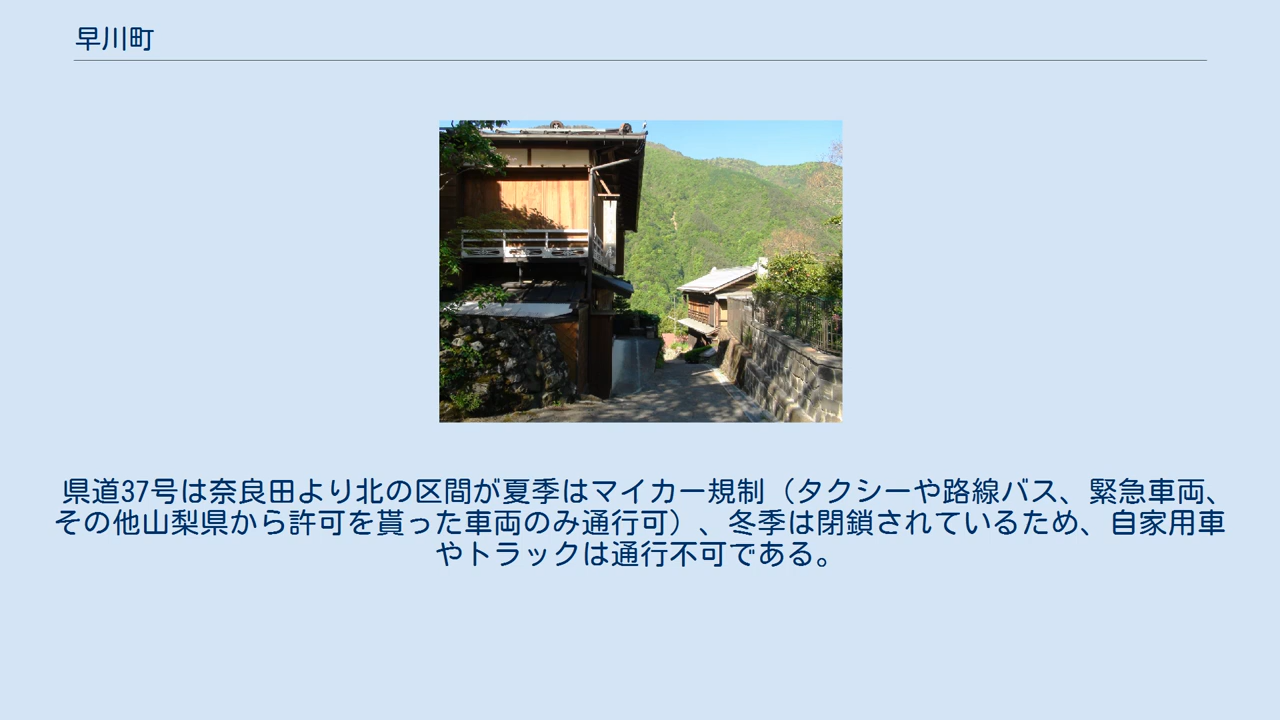 早川町
県道37号は奈良田より北の区間が夏季はマイカー規制（タクシーや路線バス、緊急車両、
その他山梨県から許可を貰った車両のみ通行可）、冬季は閉鎖されているため、自家用車
やトラックは通行不可である。